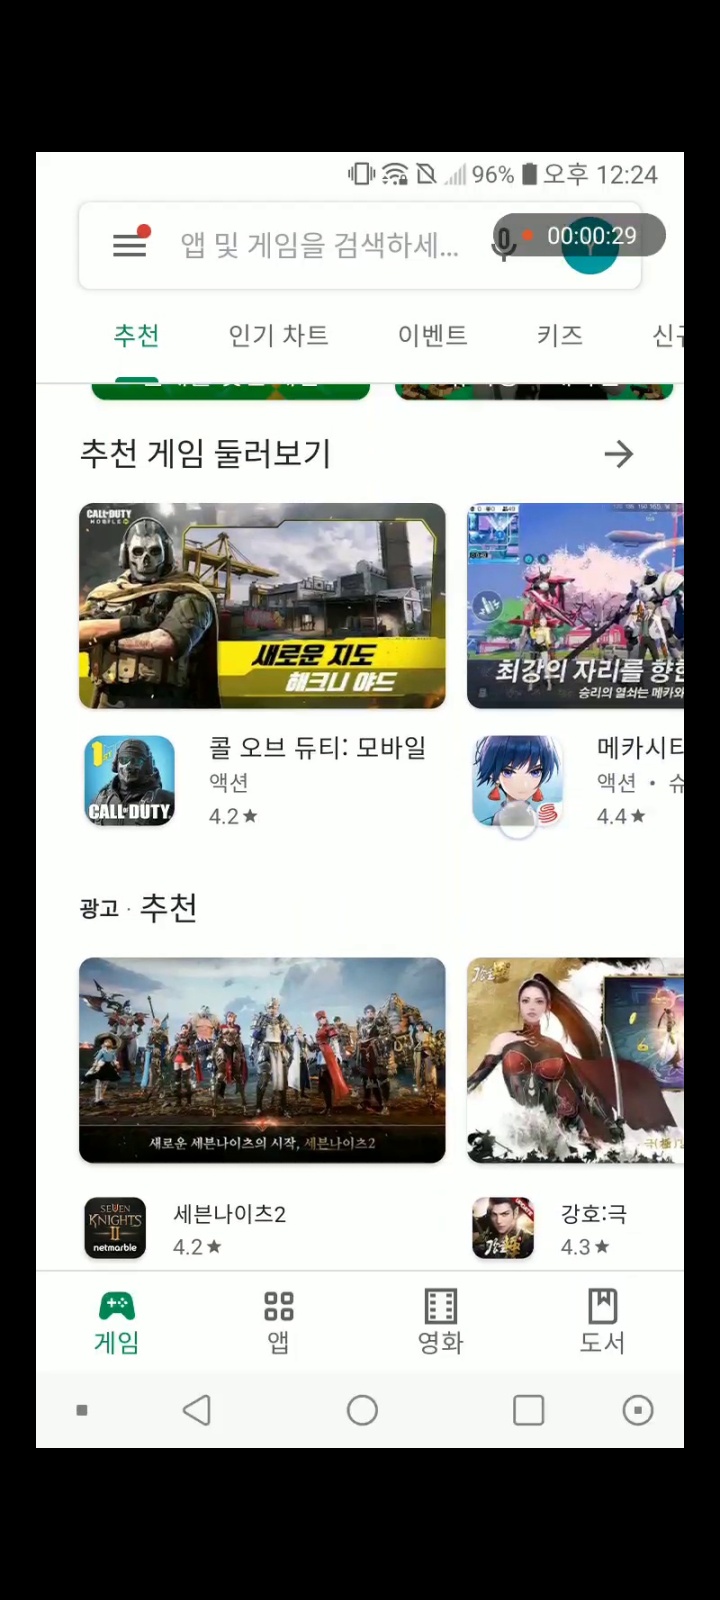 96% 오후 12:24
앱 및 게임을 검색하세...
00:00:29
추천 인기 차트 이벤트 키즈
추천 게임 둘러보기
CALL OF DUTY
MOBILE
새로운 지도
해크니 야드
최강의 자리를 향한
승리의 열쇠는 메카와
CALL OF DUTY
콜 오브 듀티: 모바일
액션
4.2★
메카시티
액션 • 슈
4.4★
광고 · 추천
새로운 세븐나이츠의 시작, 세븐나이츠2
SEVEN
KNIGHTS
II
netmarble
세븐나이츠2
4.2★
강호:극
4.3★
게임 앱 영화 도서